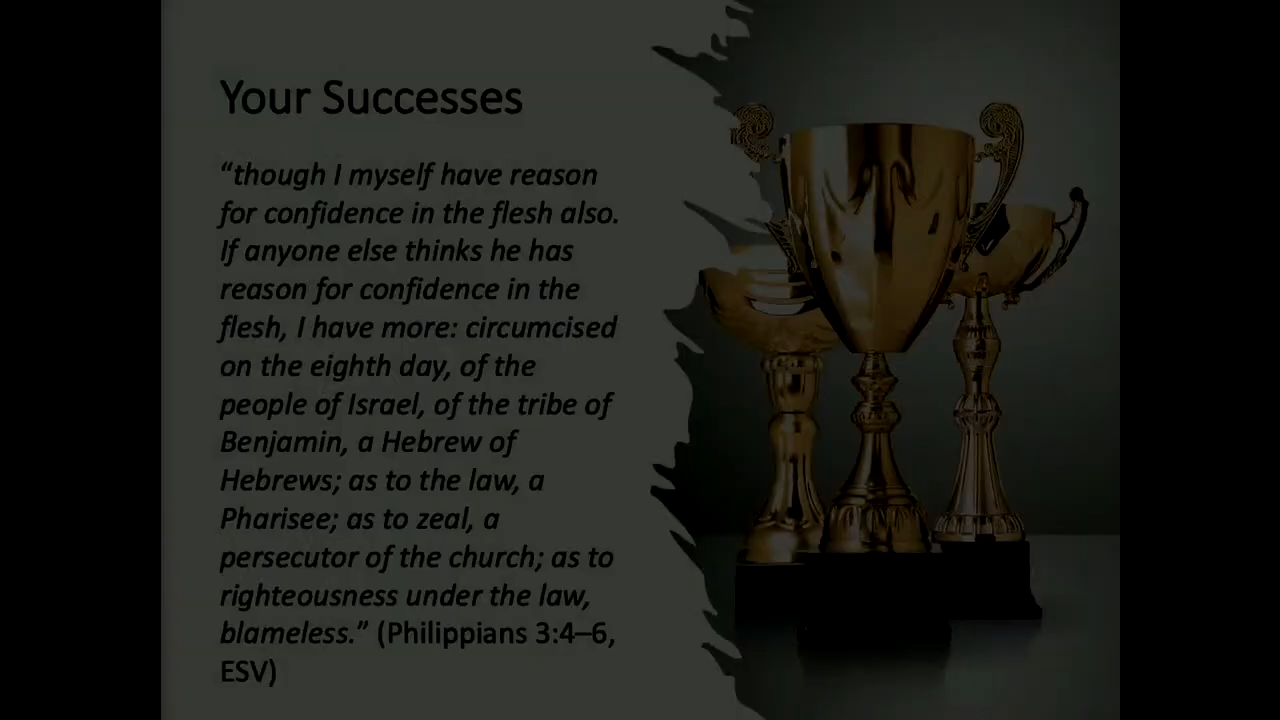 Your Successes
“though I myself have reason
for confidence in the flesh also.
If anyone else thinks he has
reason for confidence in the
flesh, I have more: circumcised
on the eighth day, of the
people of Israel, of the tribe of
Benjamin, a Hebrew of
Hebrews; as to the law, a
Pharisee; as to zeal, a
persecutor of the church; as to
righteousness under the law,
blameless.” (Philippians 3:4–6,
ESV)